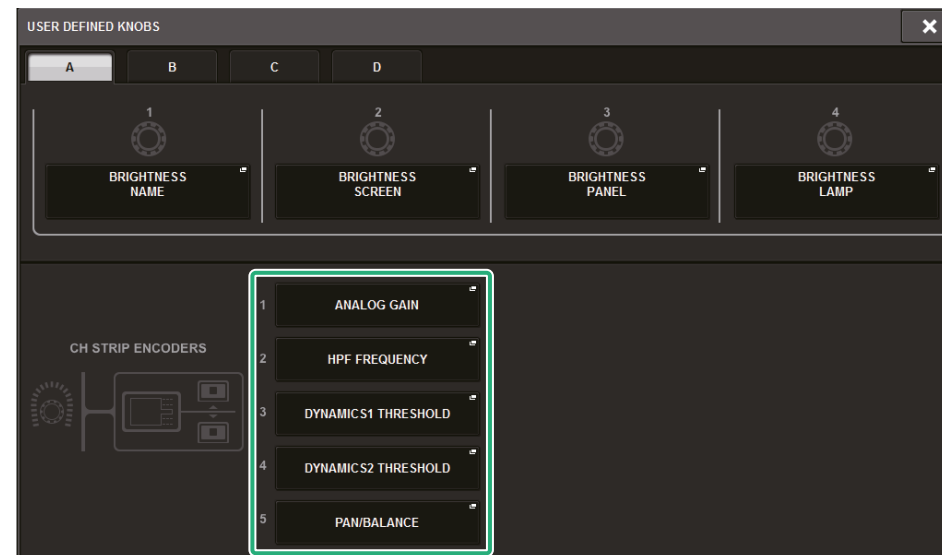 USER DEFINED KNOBS
A B C D
1 2 3 4
BRIGHTNESS NAME
BRIGHTNESS SCREEN
BRIGHTNESS PANEL
BRIGHTNESS LAMP
CH STRIP ENCODERS
1 ANALOG GAIN
2 HPF FREQUENCY
3 DYNAMICS1 THRESHOLD
4 DYNAMICS2 THRESHOLD
5 PAN/BALANCE